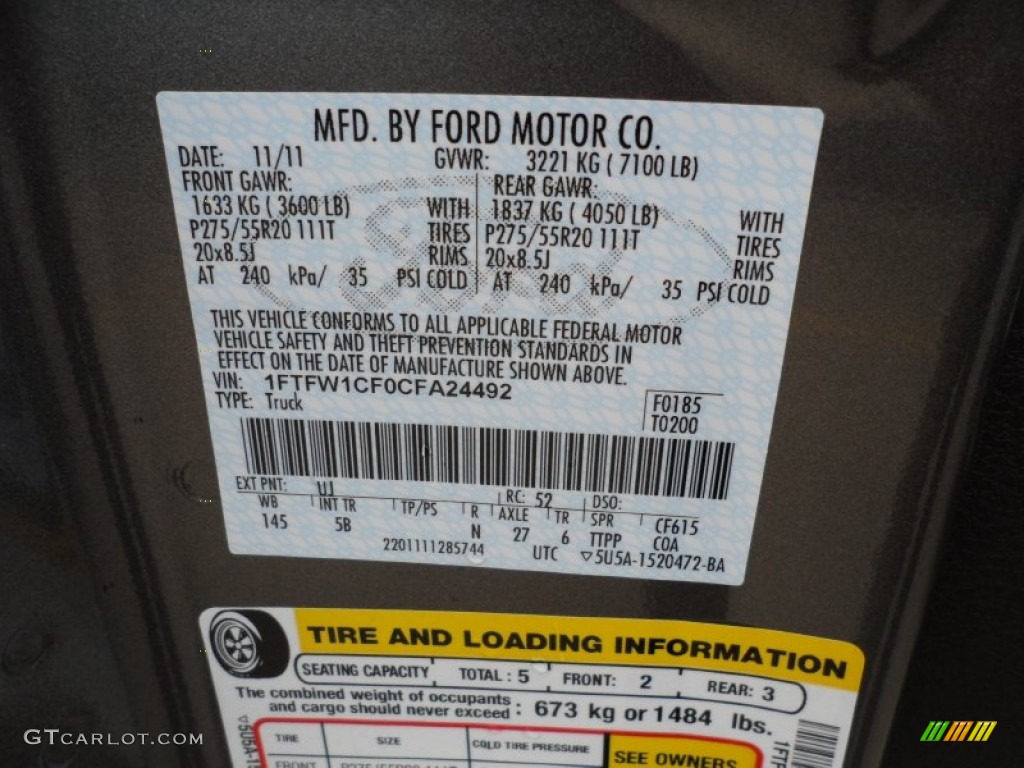 MFD. BY FORD MOTOR CO.
DATE: 11/11 GVWR: 3221 KG ( 7100 LB)
FRONT GAWR: REAR GAWR:
1633 KG ( 3600 LB) WITH 1837 KG ( 4050 LB) WITH
P275/55R20 111T TIRES P275/55R20 111T TIRES
20x8.5J RIMS 20x8.5J RIMS
AT 240 kPa/ 35 PSI COLD AT 240 kPa/ 35 PSI COLD
THIS VEHICLE CONFORMS TO ALL APPLICABLE FEDERAL MOTOR
VEHICLE SAFETY AND THEFT PREVENTION STANDARDS IN
EFFECT ON THE DATE OF MANUFACTURE SHOWN ABOVE.
VIN: 1FTFW1CF0CFA24492
TYPE: Truck
F0185
T0200
EXT PNT: UJ RC: 52 DSO:
WB INT TR TP/PS R AXLE TR SPR CF615
145 5B N 27 6 TTPP COA
2201111285744 UTC ▽5U5A-1520472-BA
TIRE AND LOADING INFORMATION
SEATING CAPACITY TOTAL : 5 FRONT: 2 REAR: 3
The combined weight of occupants
and cargo should never exceed : 673 kg or 1484 lbs.
TIRE SIZE COLD TIRE PRESSURE SEE OWNERS
FRONT
GTCARLOT.COM